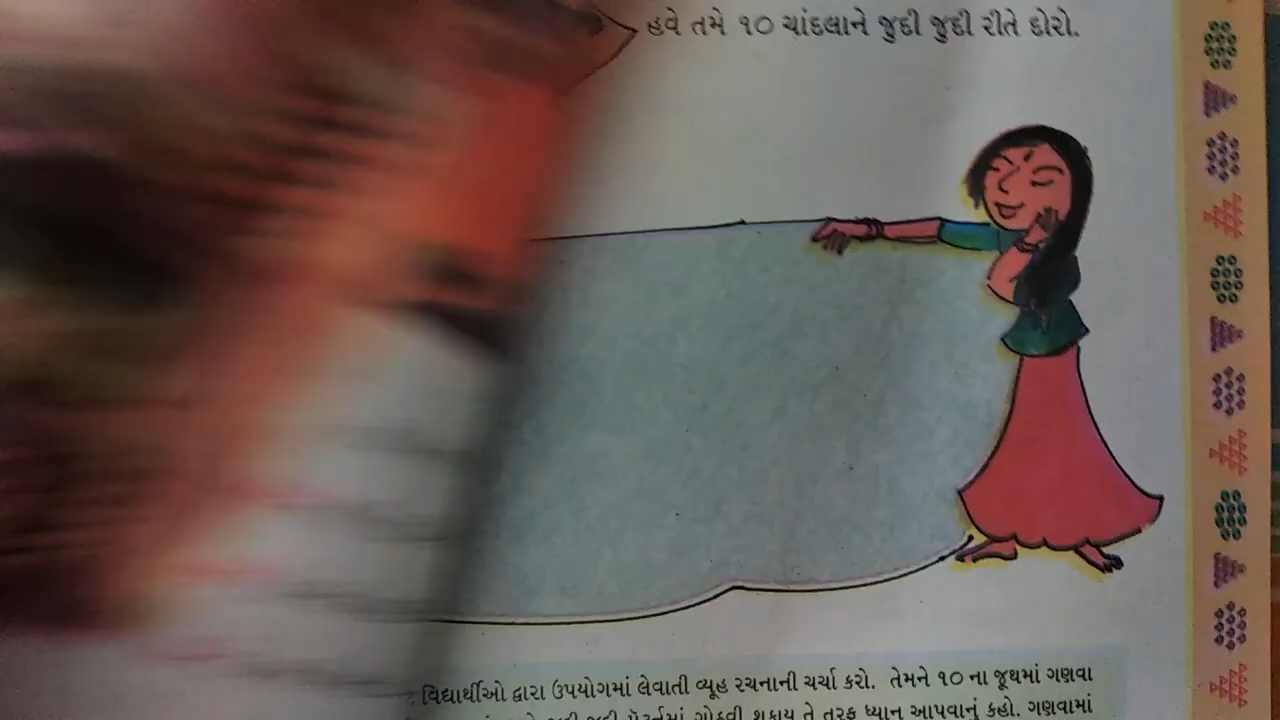 હવે તમે ૧૦ ચાંદલાને જુદી જુદી રીતે દોરો.
વિદ્યાર્થીઓ દ્વારા ઉપયોગમાં લેવાતી વ્યૂહ રચનાની ચર્ચા કરો. તેમને ૧૦ ના જૂથમાં ગણવા
જુદી જુદી પૅટર્નમાં ગોઠવી શકાય તે તરફ ધ્યાન આપવાનું કહો. ગણવામાં